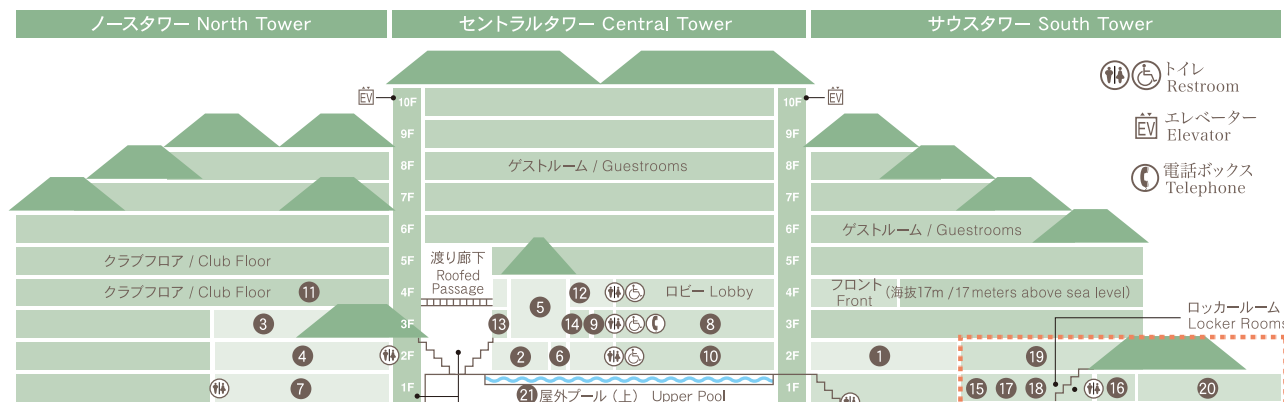 ノースタワー North Tower
セントラルタワー Central Tower
サウスタワー South Tower
トイレ
Restroom
EV エレベーター
Elevator
電話ボックス
Telephone
EV
10F
10F
EV
9F
9F
8F
ゲストルーム / Guestrooms
8F
7F
7F
6F
6F
ゲストルーム / Guestrooms
クラブフロア / Club Floor
5F
渡り廊下
Roofed
Passage
5F
クラブフロア / Club Floor 11
4F
5
12
ロビー Lobby
4F
フロント
Front
(海抜17m /17 meters above sea level)
3
3F
13
14
9
8
3F
ロッカールーム
Locker Rooms
4
2F
2
6
10
2F
1
19
7
1F
1F
15
17
18
16
20
21 屋外プール (上) Upper Pool